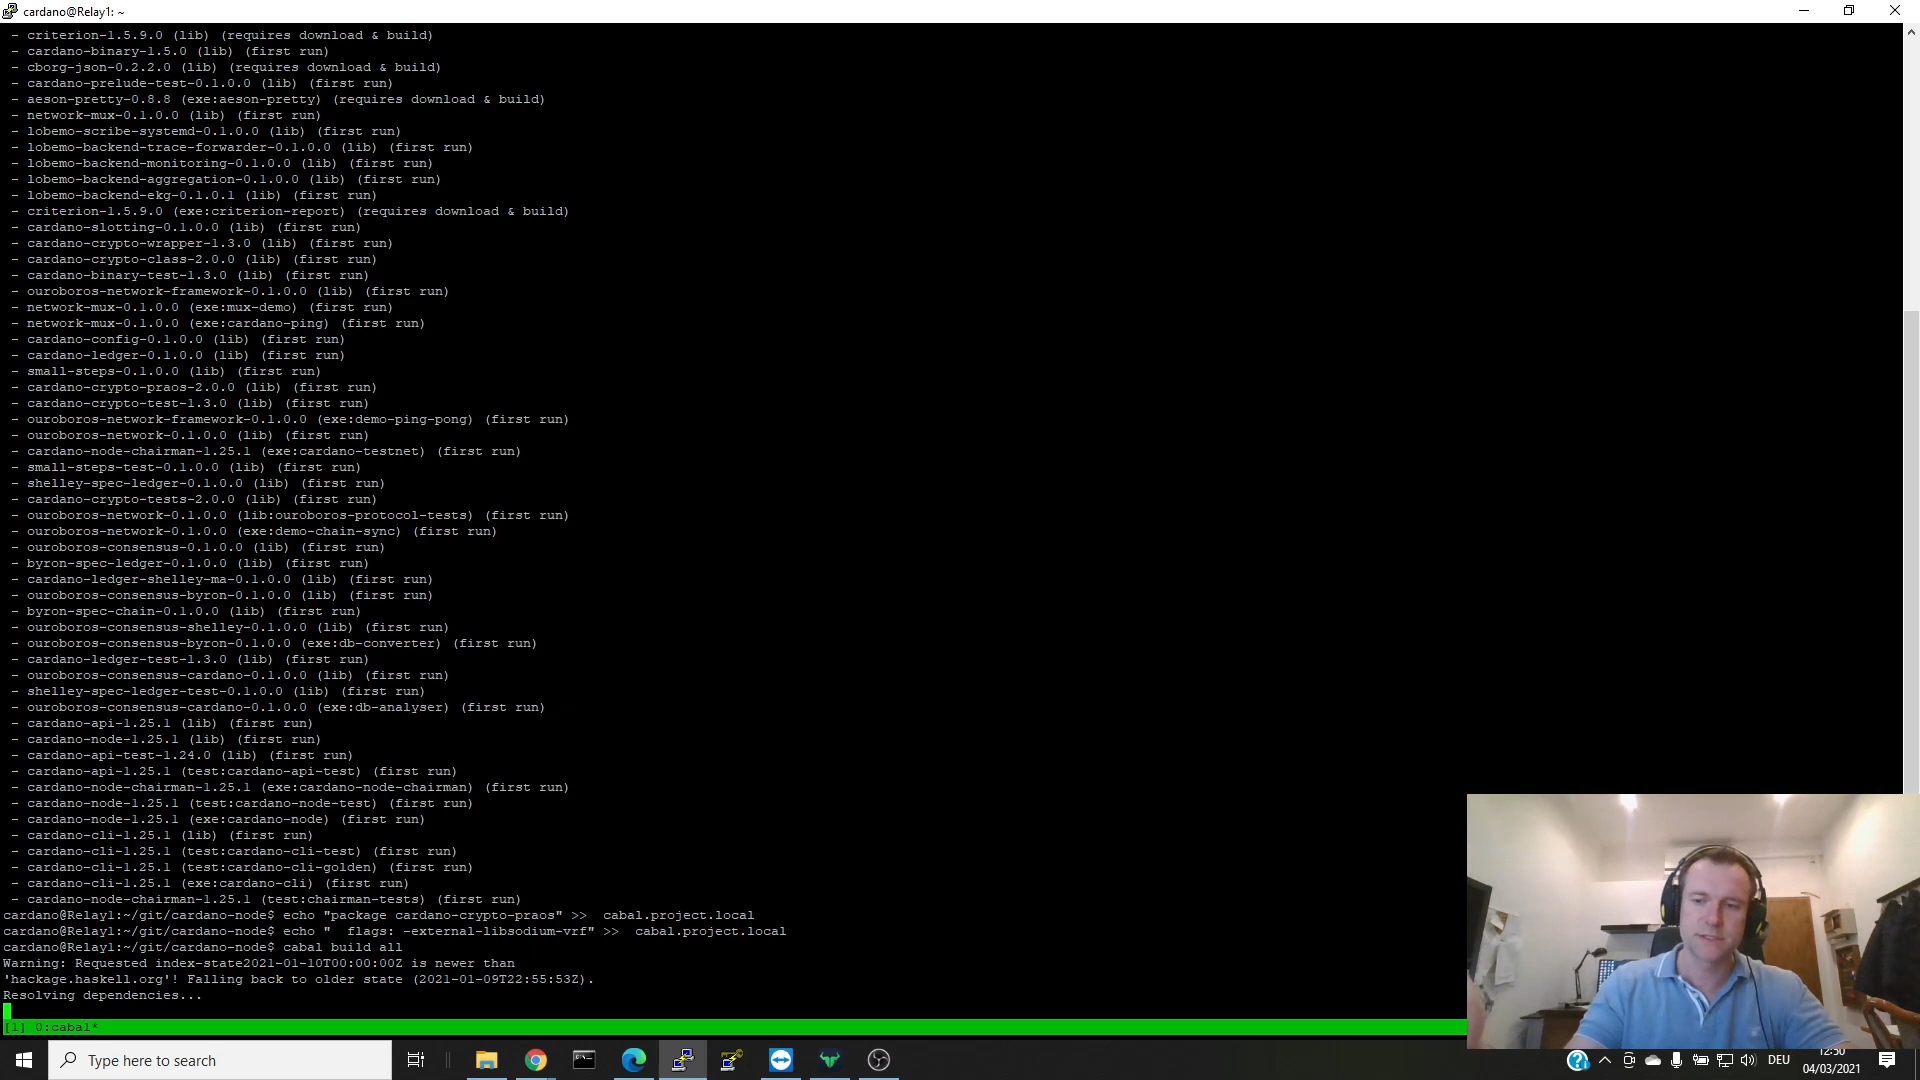 cardano@Relay1: ~
- criterion-1.5.9.0 (lib) (requires download & build)
- cardano-binary-1.5.0 (lib) (first run)
- cborg-json-0.2.2.0 (lib) (requires download & build)
- cardano-prelude-test-0.1.0.0 (lib) (first run)
- aeson-pretty-0.8.8 (exe:aeson-pretty) (requires download & build)
- network-mux-0.1.0.0 (lib) (first run)
- lobemo-scribe-systemd-0.1.0.0 (lib) (first run)
- lobemo-backend-trace-forwarder-0.1.0.0 (lib) (first run)
- lobemo-backend-monitoring-0.1.0.0 (lib) (first run)
- lobemo-backend-aggregation-0.1.0.0 (lib) (first run)
- lobemo-backend-ekg-0.1.0.1 (lib) (first run)
- criterion-1.5.9.0 (exe:criterion-report) (requires download & build)
- cardano-slotting-0.1.0.0 (lib) (first run)
- cardano-crypto-wrapper-1.3.0 (lib) (first run)
- cardano-crypto-class-2.0.0 (lib) (first run)
- cardano-binary-test-1.3.0 (lib) (first run)
- ouroboros-network-framework-0.1.0.0 (lib) (first run)
- network-mux-0.1.0.0 (exe:mux-demo) (first run)
- network-mux-0.1.0.0 (exe:cardano-ping) (first run)
- cardano-config-0.1.0.0 (lib) (first run)
- cardano-ledger-0.1.0.0 (lib) (first run)
- small-steps-0.1.0.0 (lib) (first run)
- cardano-crypto-praos-2.0.0 (lib) (first run)
- cardano-crypto-test-1.3.0 (lib) (first run)
- ouroboros-network-framework-0.1.0.0 (exe:demo-ping-pong) (first run)
- ouroboros-network-0.1.0.0 (lib) (first run)
- cardano-node-chairman-1.25.1 (exe:cardano-testnet) (first run)
- small-steps-test-0.1.0.0 (lib) (first run)
- shelley-spec-ledger-0.1.0.0 (lib) (first run)
- cardano-crypto-tests-2.0.0 (lib) (first run)
- ouroboros-network-0.1.0.0 (lib:ouroboros-protocol-tests) (first run)
- ouroboros-network-0.1.0.0 (exe:demo-chain-sync) (first run)
- ouroboros-consensus-0.1.0.0 (lib) (first run)
- byron-spec-ledger-0.1.0.0 (lib) (first run)
- cardano-ledger-shelley-ma-0.1.0.0 (lib) (first run)
- ouroboros-consensus-byron-0.1.0.0 (lib) (first run)
- byron-spec-chain-0.1.0.0 (lib) (first run)
- ouroboros-consensus-shelley-0.1.0.0 (lib) (first run)
- ouroboros-consensus-byron-0.1.0.0 (exe:db-converter) (first run)
- cardano-ledger-test-1.3.0 (lib) (first run)
- ouroboros-consensus-cardano-0.1.0.0 (lib) (first run)
- shelley-spec-ledger-test-0.1.0.0 (lib) (first run)
- ouroboros-consensus-cardano-0.1.0.0 (exe:db-analyser) (first run)
- cardano-api-1.25.1 (lib) (first run)
- cardano-node-1.25.1 (lib) (first run)
- cardano-api-test-1.24.0 (lib) (first run)
- cardano-api-1.25.1 (test:cardano-api-test) (first run)
- cardano-node-chairman-1.25.1 (exe:cardano-node-chairman) (first run)
- cardano-node-1.25.1 (test:cardano-node-test) (first run)
- cardano-node-1.25.1 (exe:cardano-node) (first run)
- cardano-cli-1.25.1 (lib) (first run)
- cardano-cli-1.25.1 (test:cardano-cli-test) (first run)
- cardano-cli-1.25.1 (test:cardano-cli-golden) (first run)
- cardano-cli-1.25.1 (exe:cardano-cli) (first run)
- cardano-node-chairman-1.25.1 (test:chairman-tests) (first run)
cardano@Relay1:~/git/cardano-node$ echo "package cardano-crypto-praos" >>  cabal.project.local
cardano@Relay1:~/git/cardano-node$ echo "  flags: -external-libsodium-vrf" >>  cabal.project.local
cardano@Relay1:~/git/cardano-node$ cabal build all
Warning: Requested index-state2021-01-10T00:00:00Z is newer than
'hackage.haskell.org'! Falling back to older state (2021-01-09T22:55:53Z).
Resolving dependencies...
[1] 0:cabal*
Type here to search
DEU
12:50
04/03/2021